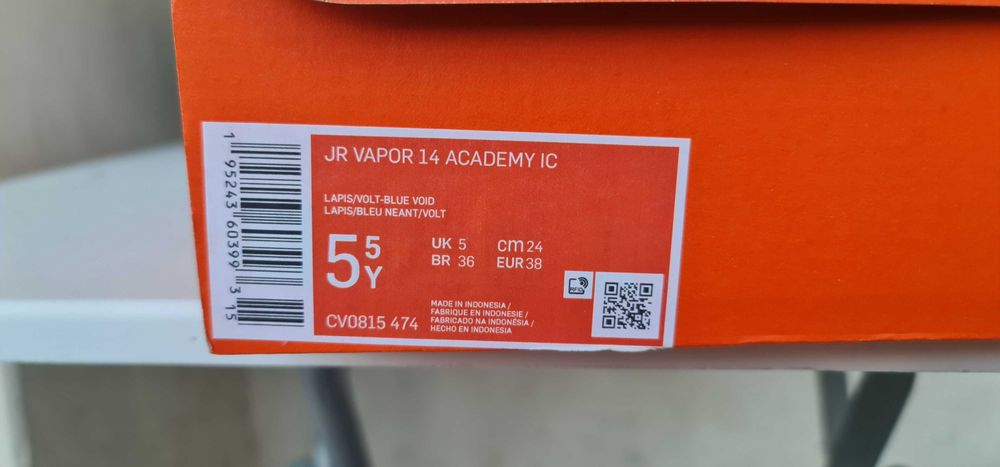 1 95243 60399 3 15
JR VAPOR 14 ACADEMY IC
LAPIS/VOLT-BLUE VOID
LAPIS/BLEU NEANT/VOLT
5 5 Y
UK 5 cm 24
BR 36 EUR 38
RFID
MADE IN INDONESIA /
FABRIQUE EN INDONESIE /
FABRICADO NA INDONÉSIA /
HECHO EN INDONESIA
CV0815 474